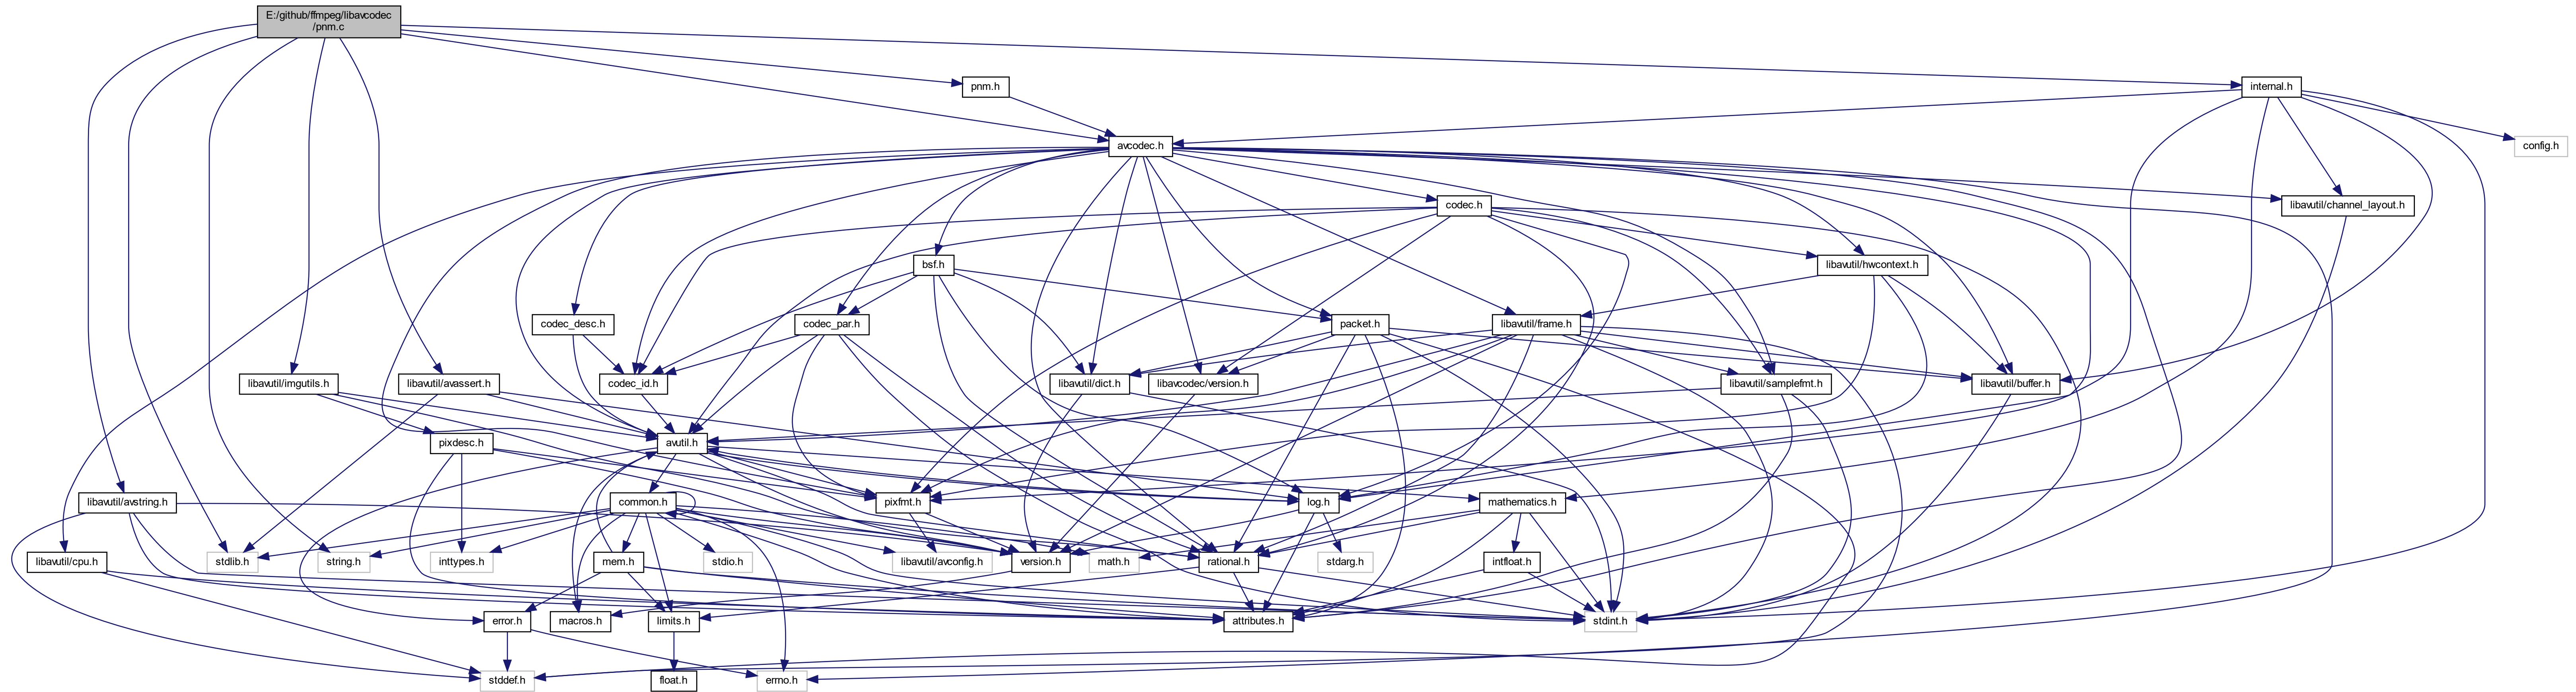 E:/github/ffmpeg/libavcodec
/pnm.c
pnm.h
internal.h
avcodec.h
config.h
codec.h
libavutil/channel_layout.h
bsf.h
libavutil/hwcontext.h
codec_desc.h
codec_par.h
packet.h
libavutil/frame.h
libavutil/imgutils.h
libavutil/avassert.h
codec_id.h
libavutil/dict.h
libavcodec/version.h
libavutil/samplefmt.h
libavutil/buffer.h
pixdesc.h
avutil.h
libavutil/avstring.h
common.h
pixfmt.h
log.h
mathematics.h
libavutil/cpu.h
stdlib.h
string.h
inttypes.h
mem.h
stdio.h
libavutil/avconfig.h
version.h
math.h
rational.h
stdarg.h
intfloat.h
error.h
macros.h
limits.h
attributes.h
stdint.h
stddef.h
float.h
errno.h